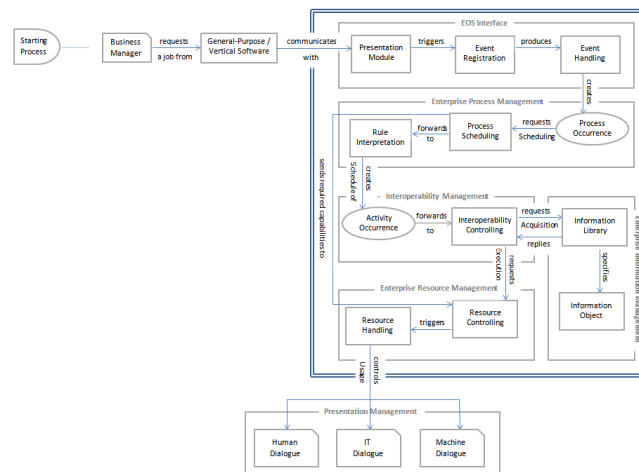 EOS Interface
Starting
Process
Business
Manager
requests
a job from
General-Purpose /
Vertical Software
communicates
with
Presentation
Module
triggers
Event
Registration
produces
Event
Handling
creates
Enterprise Process Management
Rule
Interpretation
forwards
to
Process
Scheduling
requests
Scheduling
Process
Occurrence
sends required capabilities to
creates
Schedule of
Interoperability Management
Activity
Occurrence
forwards
to
Interoperability
Controlling
requests
Acquisition
replies
Information
Library
Enterprise Information Management
specifies
Information
Object
requests
Execution
Enterprise Resource Management
Resource
Handling
triggers
Resource
Controlling
controls
Usage
Presentation Management
Human
Dialogue
IT
Dialogue
Machine
Dialogue